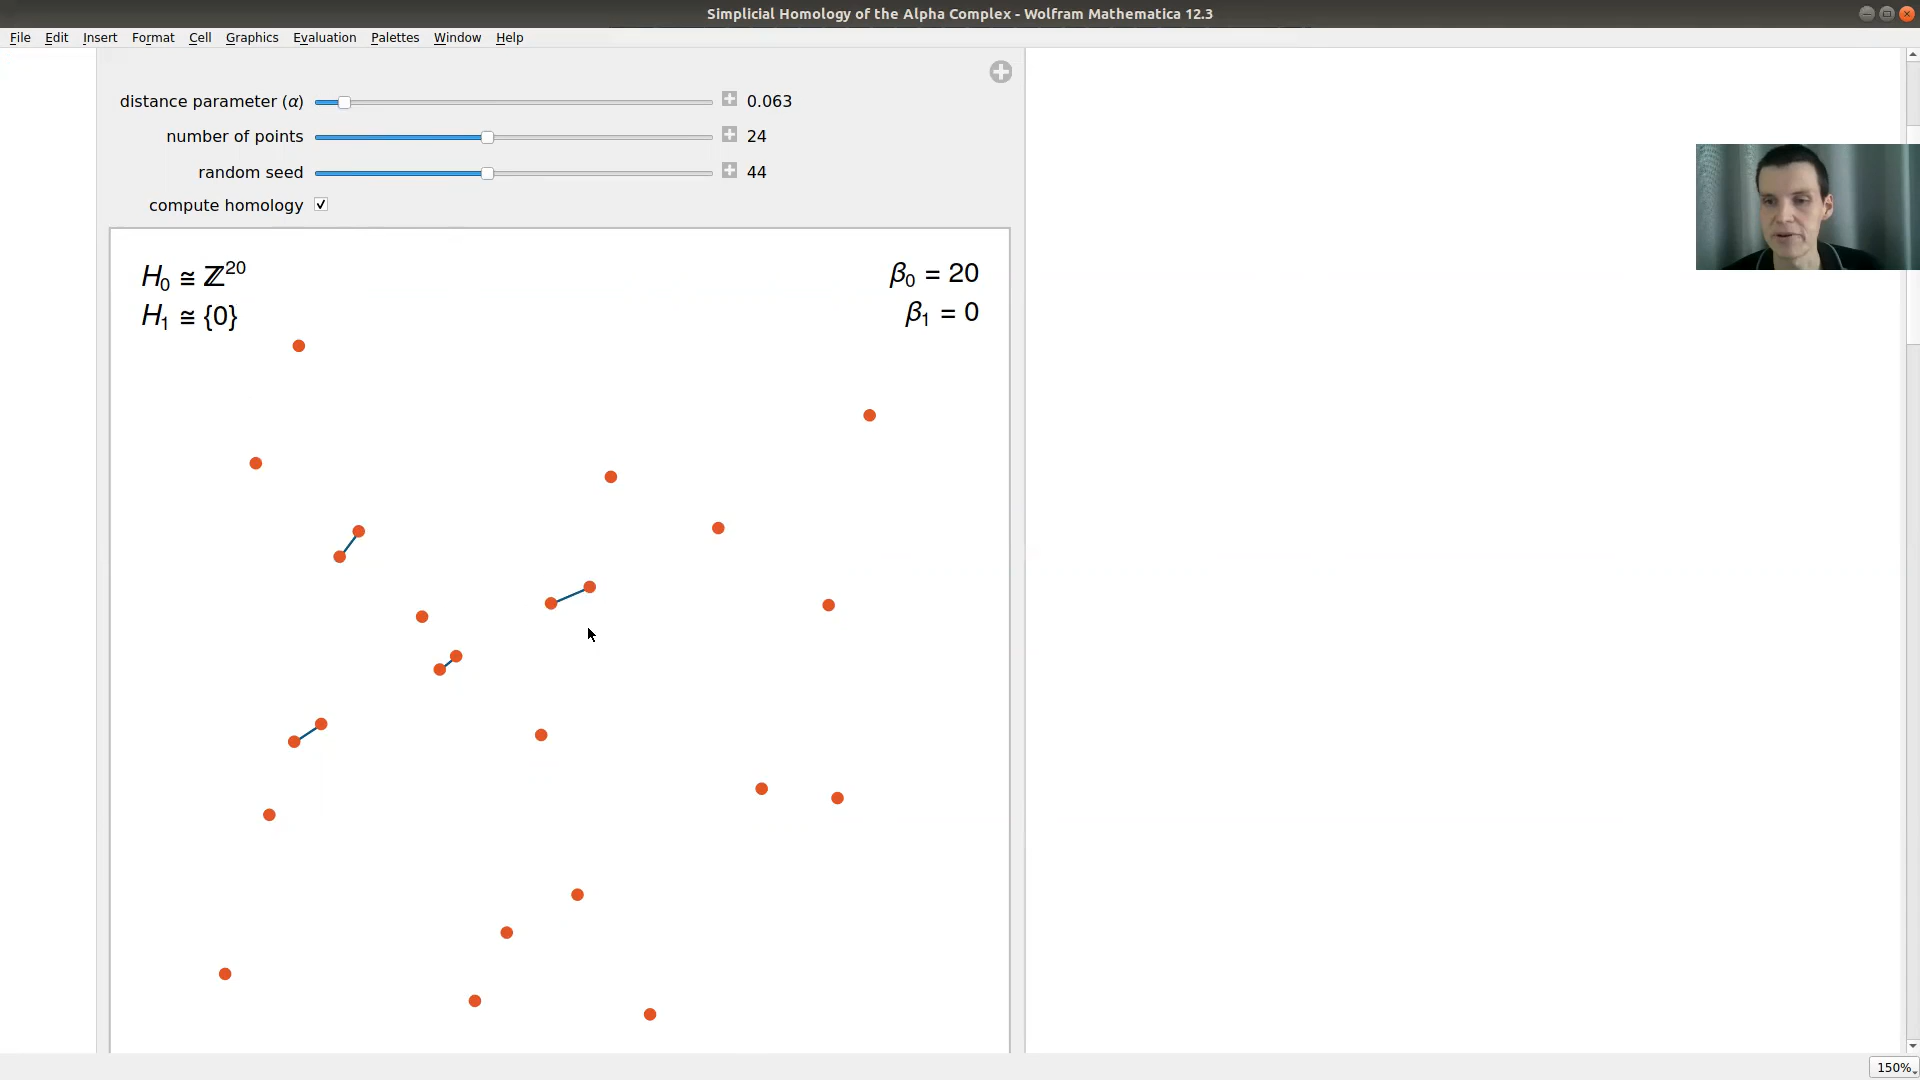 Simplicial Homology of the Alpha Complex - Wolfram Mathematica 12.3
File Edit Insert Format Cell Graphics Evaluation Palettes Window Help
distance parameter (α) 0.063
number of points 24
random seed 44
compute homology
H₀ ≅ ℤ²⁰
β₀ = 20
H₁ ≅ {0}
β₁ = 0
150%